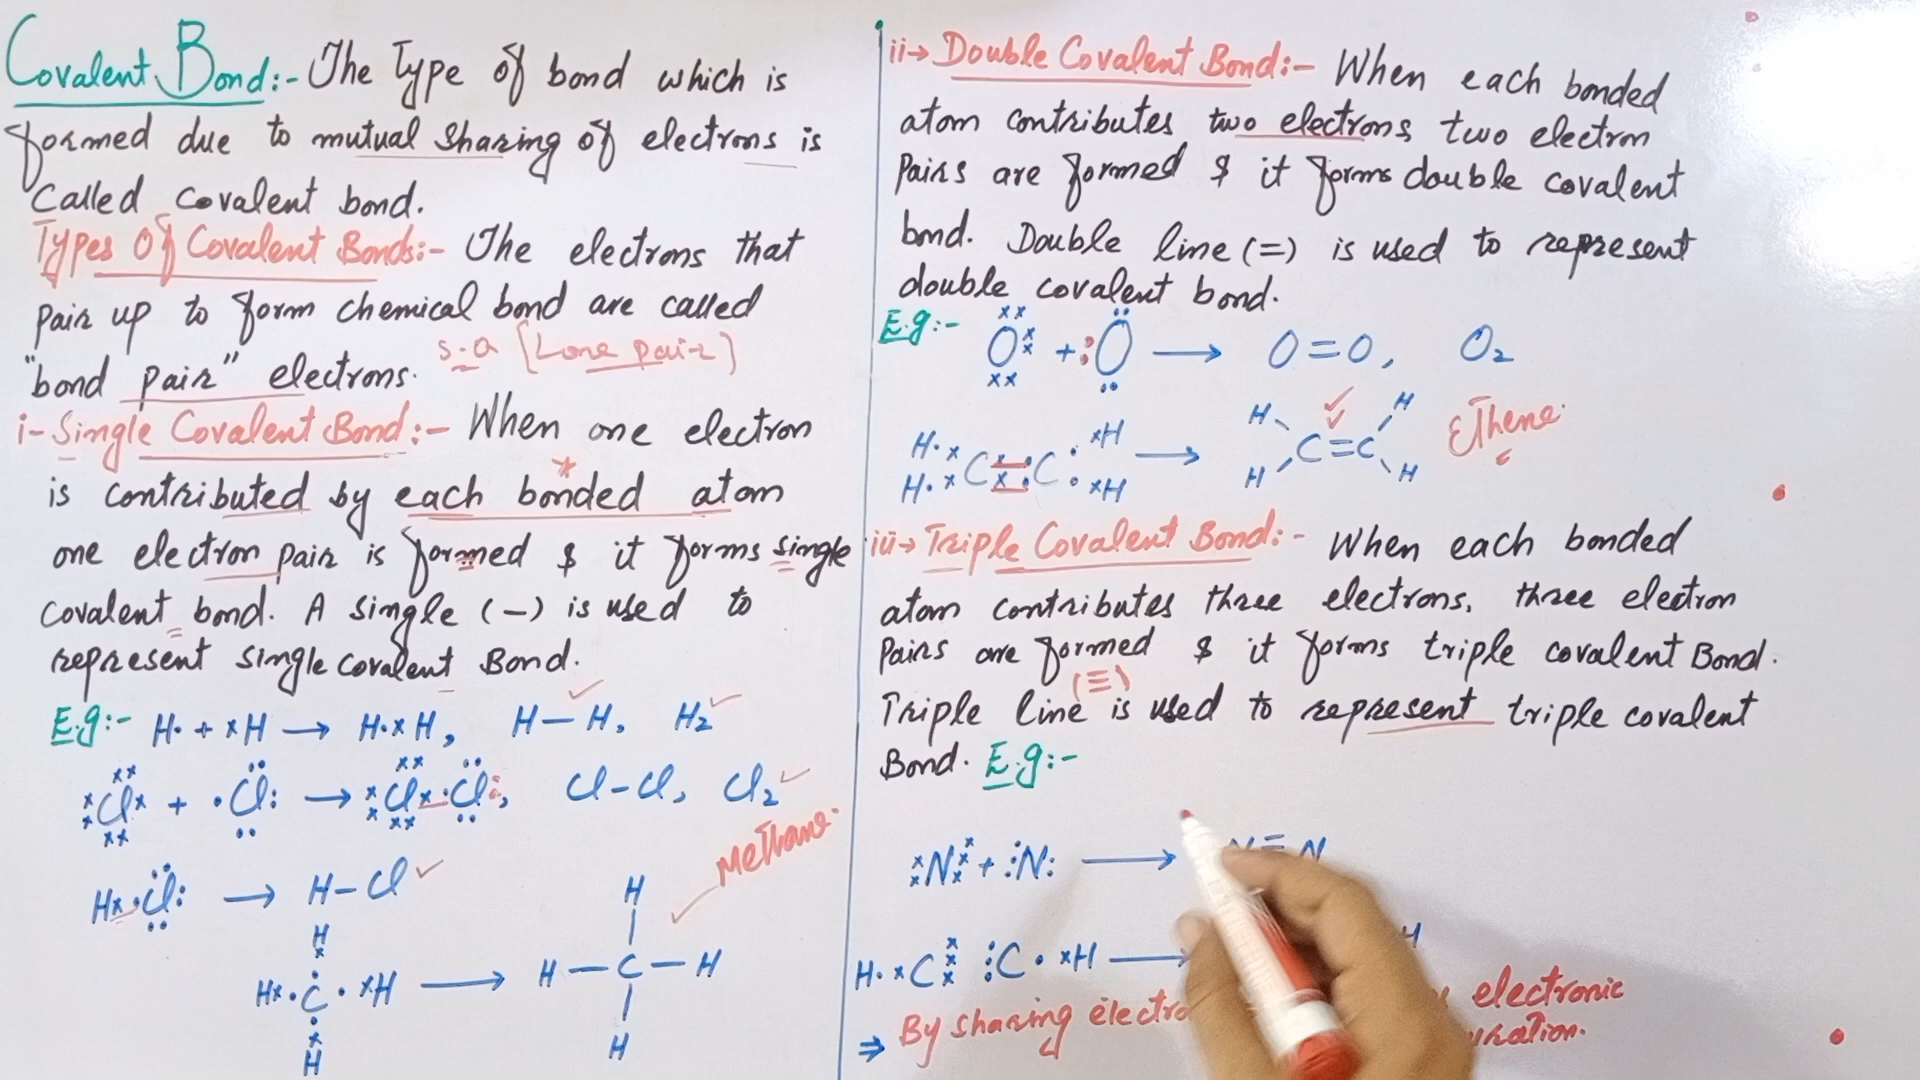 Covalent Bond:- The Type of bond which is
formed due to mutual sharing of electrons is
Called covalent bond.
Types Of Covalent Bonds:- The electrons that
pair up to form chemical bond are called
"bond pair" electrons. s.a (Lone pair)
i- Single Covalent Bond:- When one electron
is contributed by each bonded atom
one electron pair is formed & it forms single
covalent bond. A single (-) is used to
represent single covalent Bond.
E.g:- H· + ×H → H·×H, H—H, H₂
Cl + ·Cl: → Cl×·Cl:, Cl-Cl, Cl₂
H×·Cl: → H-Cl
Methane·
H
H
H×·C·×H → H—C—H
H
H
ii→ Double Covalent Bond:- When each bonded
atom contributes two electrons two electron
Pairs are formed & it forms double covalent
bond. Double line (=) is used to represent
double covalent bond.
E.g:- O + :O → O=O, O₂
H· × C :: C · ×H → H C=C H Ethene·
H· × · ×H H H
iii→ Triple Covalent Bond:- When each bonded
atom contributes three electrons, three electron
Pairs are formed & it forms triple covalent Bond.
(≡)
Triple line is used to represent triple covalent
Bond. E.g:-
N + :N: → N≡N
H·×C C·×H → H
⇒ By sharing electronic